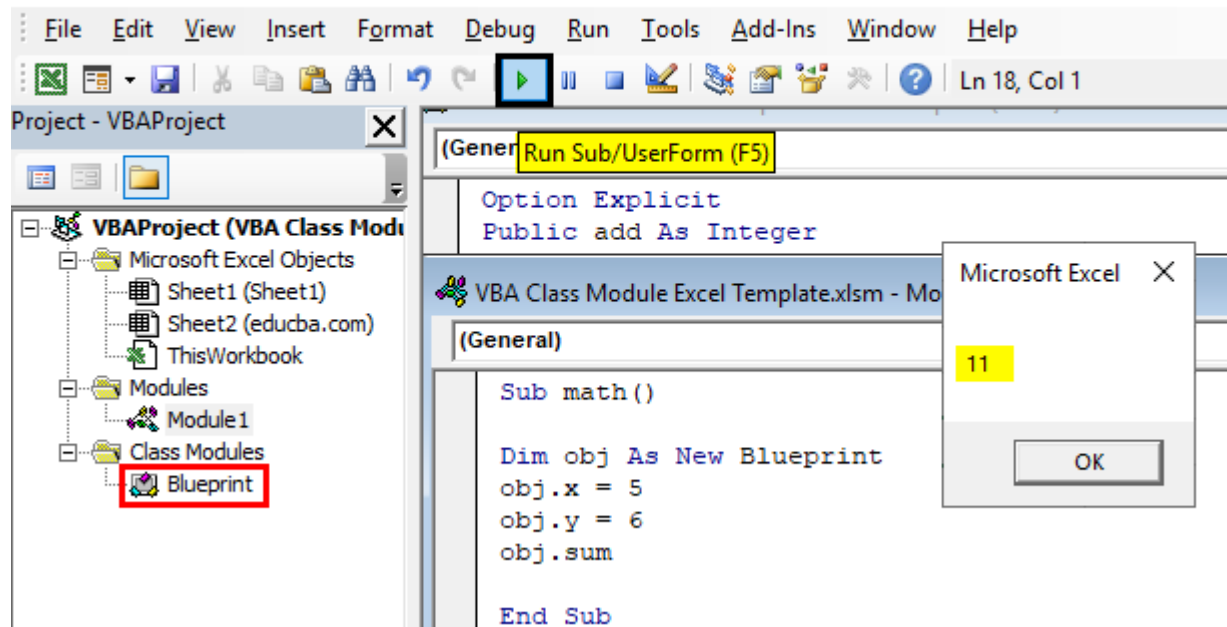 File Edit View Insert Format Debug Run Tools Add-Ins Window Help
Ln 18, Col 1
Project - VBAProject
VBAProject (VBA Class Modu
Microsoft Excel Objects
Sheet1 (Sheet1)
Sheet2 (educba.com)
ThisWorkbook
Modules
Module1
Class Modules
Blueprint
(Gener
Run Sub/UserForm (F5)
Option Explicit
Public add As Integer
VBA Class Module Excel Template.xlsm - Mo
(General)
Sub math()
Dim obj As New Blueprint
obj.x = 5
obj.y = 6
obj.sum
End Sub
Microsoft Excel
11
OK